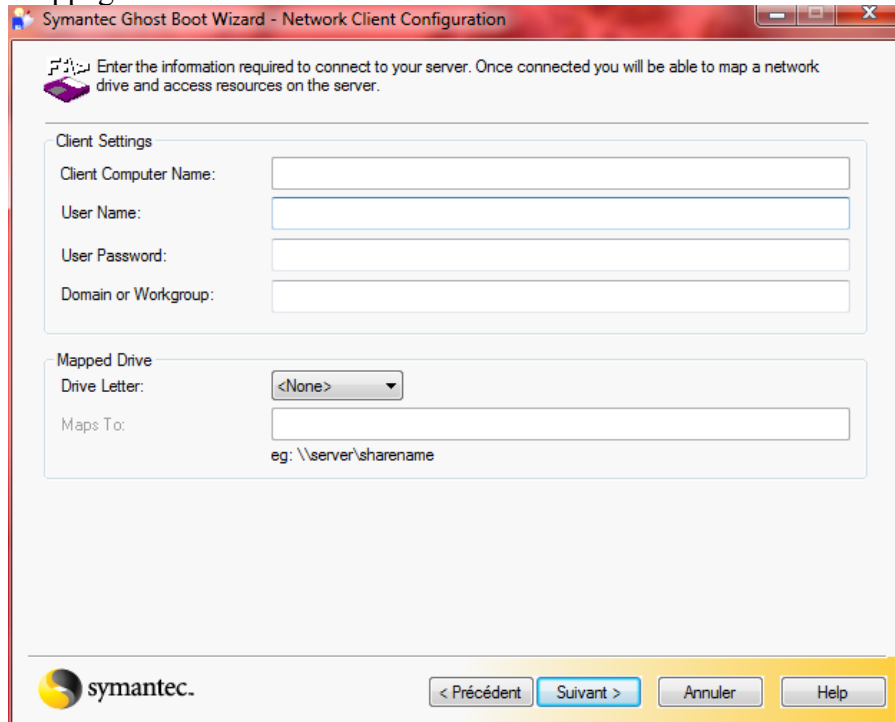 Symantec Ghost Boot Wizard - Network Client Configuration
F:\>
Enter the information required to connect to your server. Once connected you will be able to map a network
drive and access resources on the server.
Client Settings
Client Computer Name:
User Name:
User Password:
Domain or Workgroup:
Mapped Drive
Drive Letter: <None>
Maps To:
eg: \\server\sharename
symantec.
< Précédent Suivant > Annuler Help